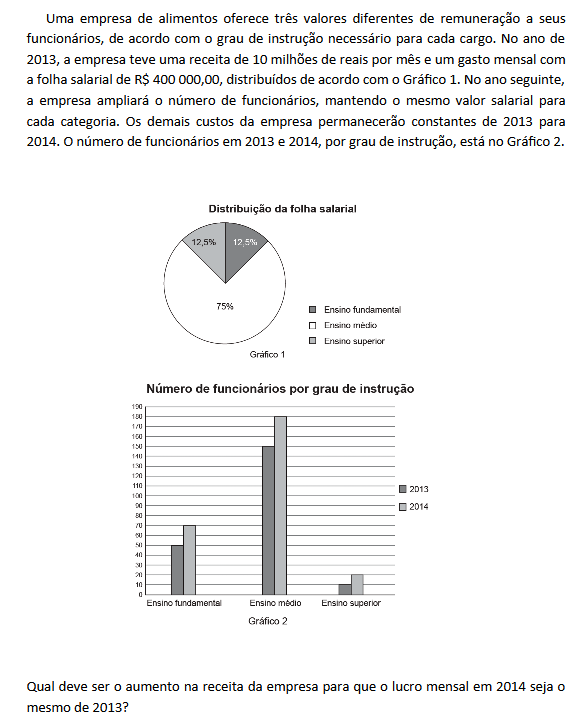 Uma empresa de alimentos oferece três valores diferentes de remuneração a seus
funcionários, de acordo com o grau de instrução necessário para cada cargo. No ano de
2013, a empresa teve uma receita de 10 milhões de reais por mês e um gasto mensal com
a folha salarial de R$ 400 000,00, distribuídos de acordo com o Gráfico 1. No ano seguinte,
a empresa ampliará o número de funcionários, mantendo o mesmo valor salarial para
cada categoria. Os demais custos da empresa permanecerão constantes de 2013 para
2014. O número de funcionários em 2013 e 2014, por grau de instrução, está no Gráfico 2.
Distribuição da folha salarial
12,5% 12,5%
75%
Ensino fundamental
Ensino médio
Ensino superior
Gráfico 1
Número de funcionários por grau de instrução
190
180
170
160
150
140
130
120
110
100
90
80
70
60
50
40
30
20
10
0
2013
2014
Ensino fundamental Ensino médio Ensino superior
Gráfico 2
Qual deve ser o aumento na receita da empresa para que o lucro mensal em 2014 seja o
mesmo de 2013?